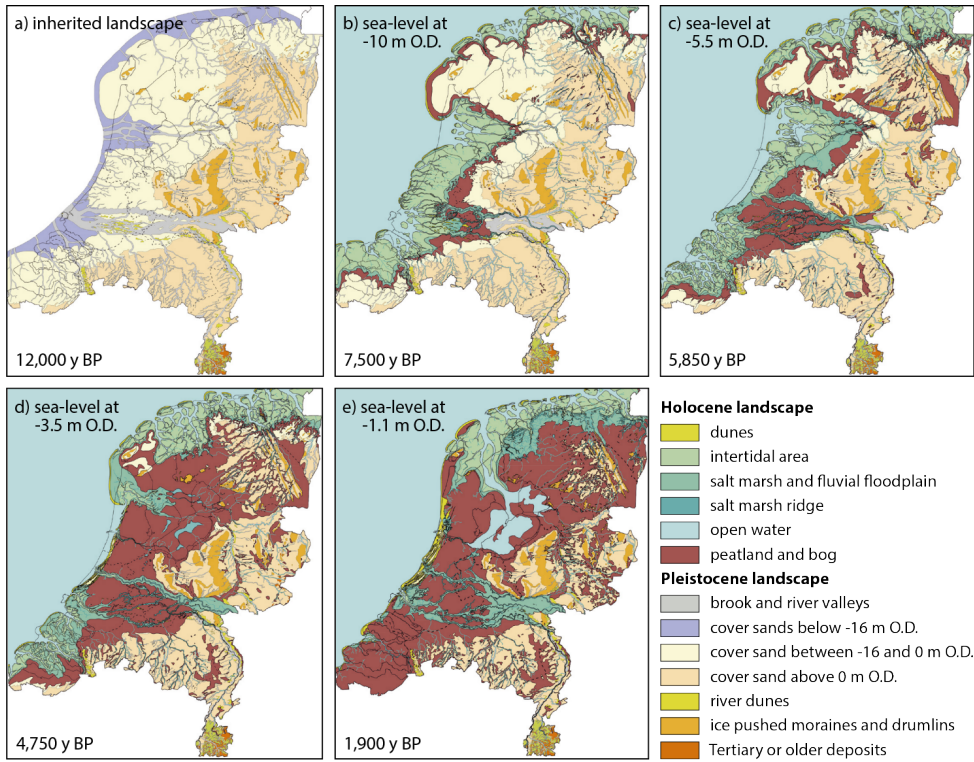 a) inherited landscape
12,000 y BP
b) sea-level at
-10 m O.D.
7,500 y BP
c) sea-level at
-5.5 m O.D.
5,850 y BP
d) sea-level at
-3.5 m O.D.
4,750 y BP
e) sea-level at
-1.1 m O.D.
1,900 y BP
Holocene landscape
dunes
intertidal area
salt marsh and fluvial floodplain
salt marsh ridge
open water
peatland and bog
Pleistocene landscape
brook and river valleys
cover sands below -16 m O.D.
cover sand between -16 and 0 m O.D.
cover sand above 0 m O.D.
river dunes
ice pushed moraines and drumlins
Tertiary or older deposits